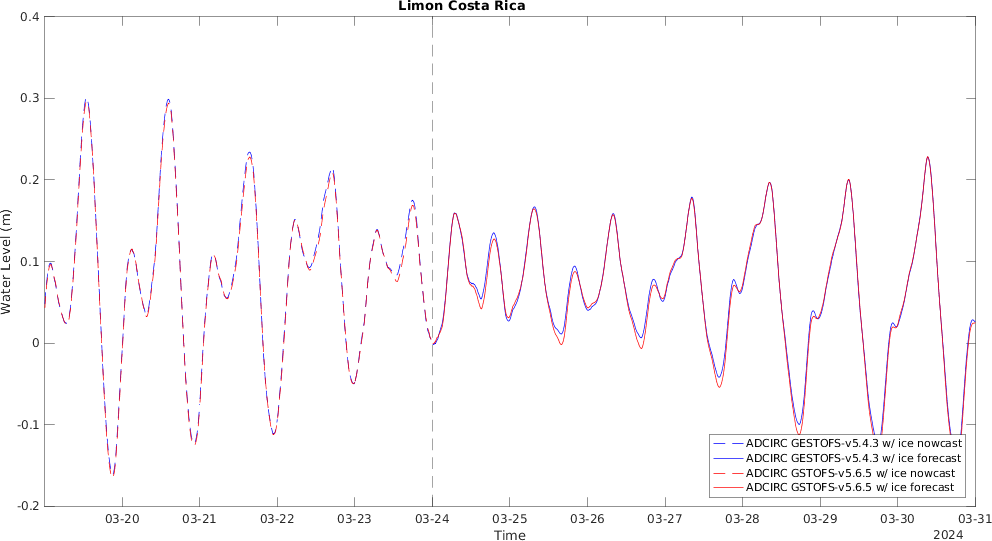 Limon Costa Rica
0.4
0.3
0.2
0.1
0
-0.1
-0.2
Water Level (m)
ADCIRC GESTOFS-v5.4.3 w/ ice nowcast
ADCIRC GESTOFS-v5.4.3 w/ ice forecast
ADCIRC GSTOFS-v5.6.5 w/ ice nowcast
ADCIRC GSTOFS-v5.6.5 w/ ice forecast
03-20 03-21 03-22 03-23 03-24 03-25 03-26 03-27 03-28 03-29 03-30 03-31
Time
2024